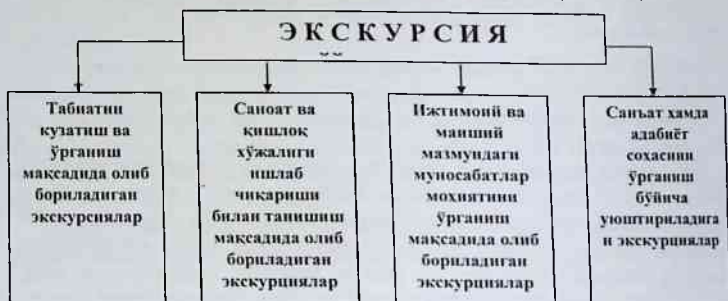 ЭКСКУРСИЯ
Табиатни
кузатиш ва
ўрганиш
мақсадида олиб
бориладиган
экскурсиялар
Саноат ва
қишлоқ
хўжалиги
ишлаб
чиқариши
билан танишиш
мақсадида олиб
бориладиган
экскурциялар
Ижтимоий ва
маиший
мазмундаги
муносабатлар
моҳиятини
ўрганиш
мақсадида олиб
бориладиган
экскурциялар
Санъат ҳамда
адабиёт
соҳасини
ўрганиш
бўйича
уюштириладига
н экскурциялар